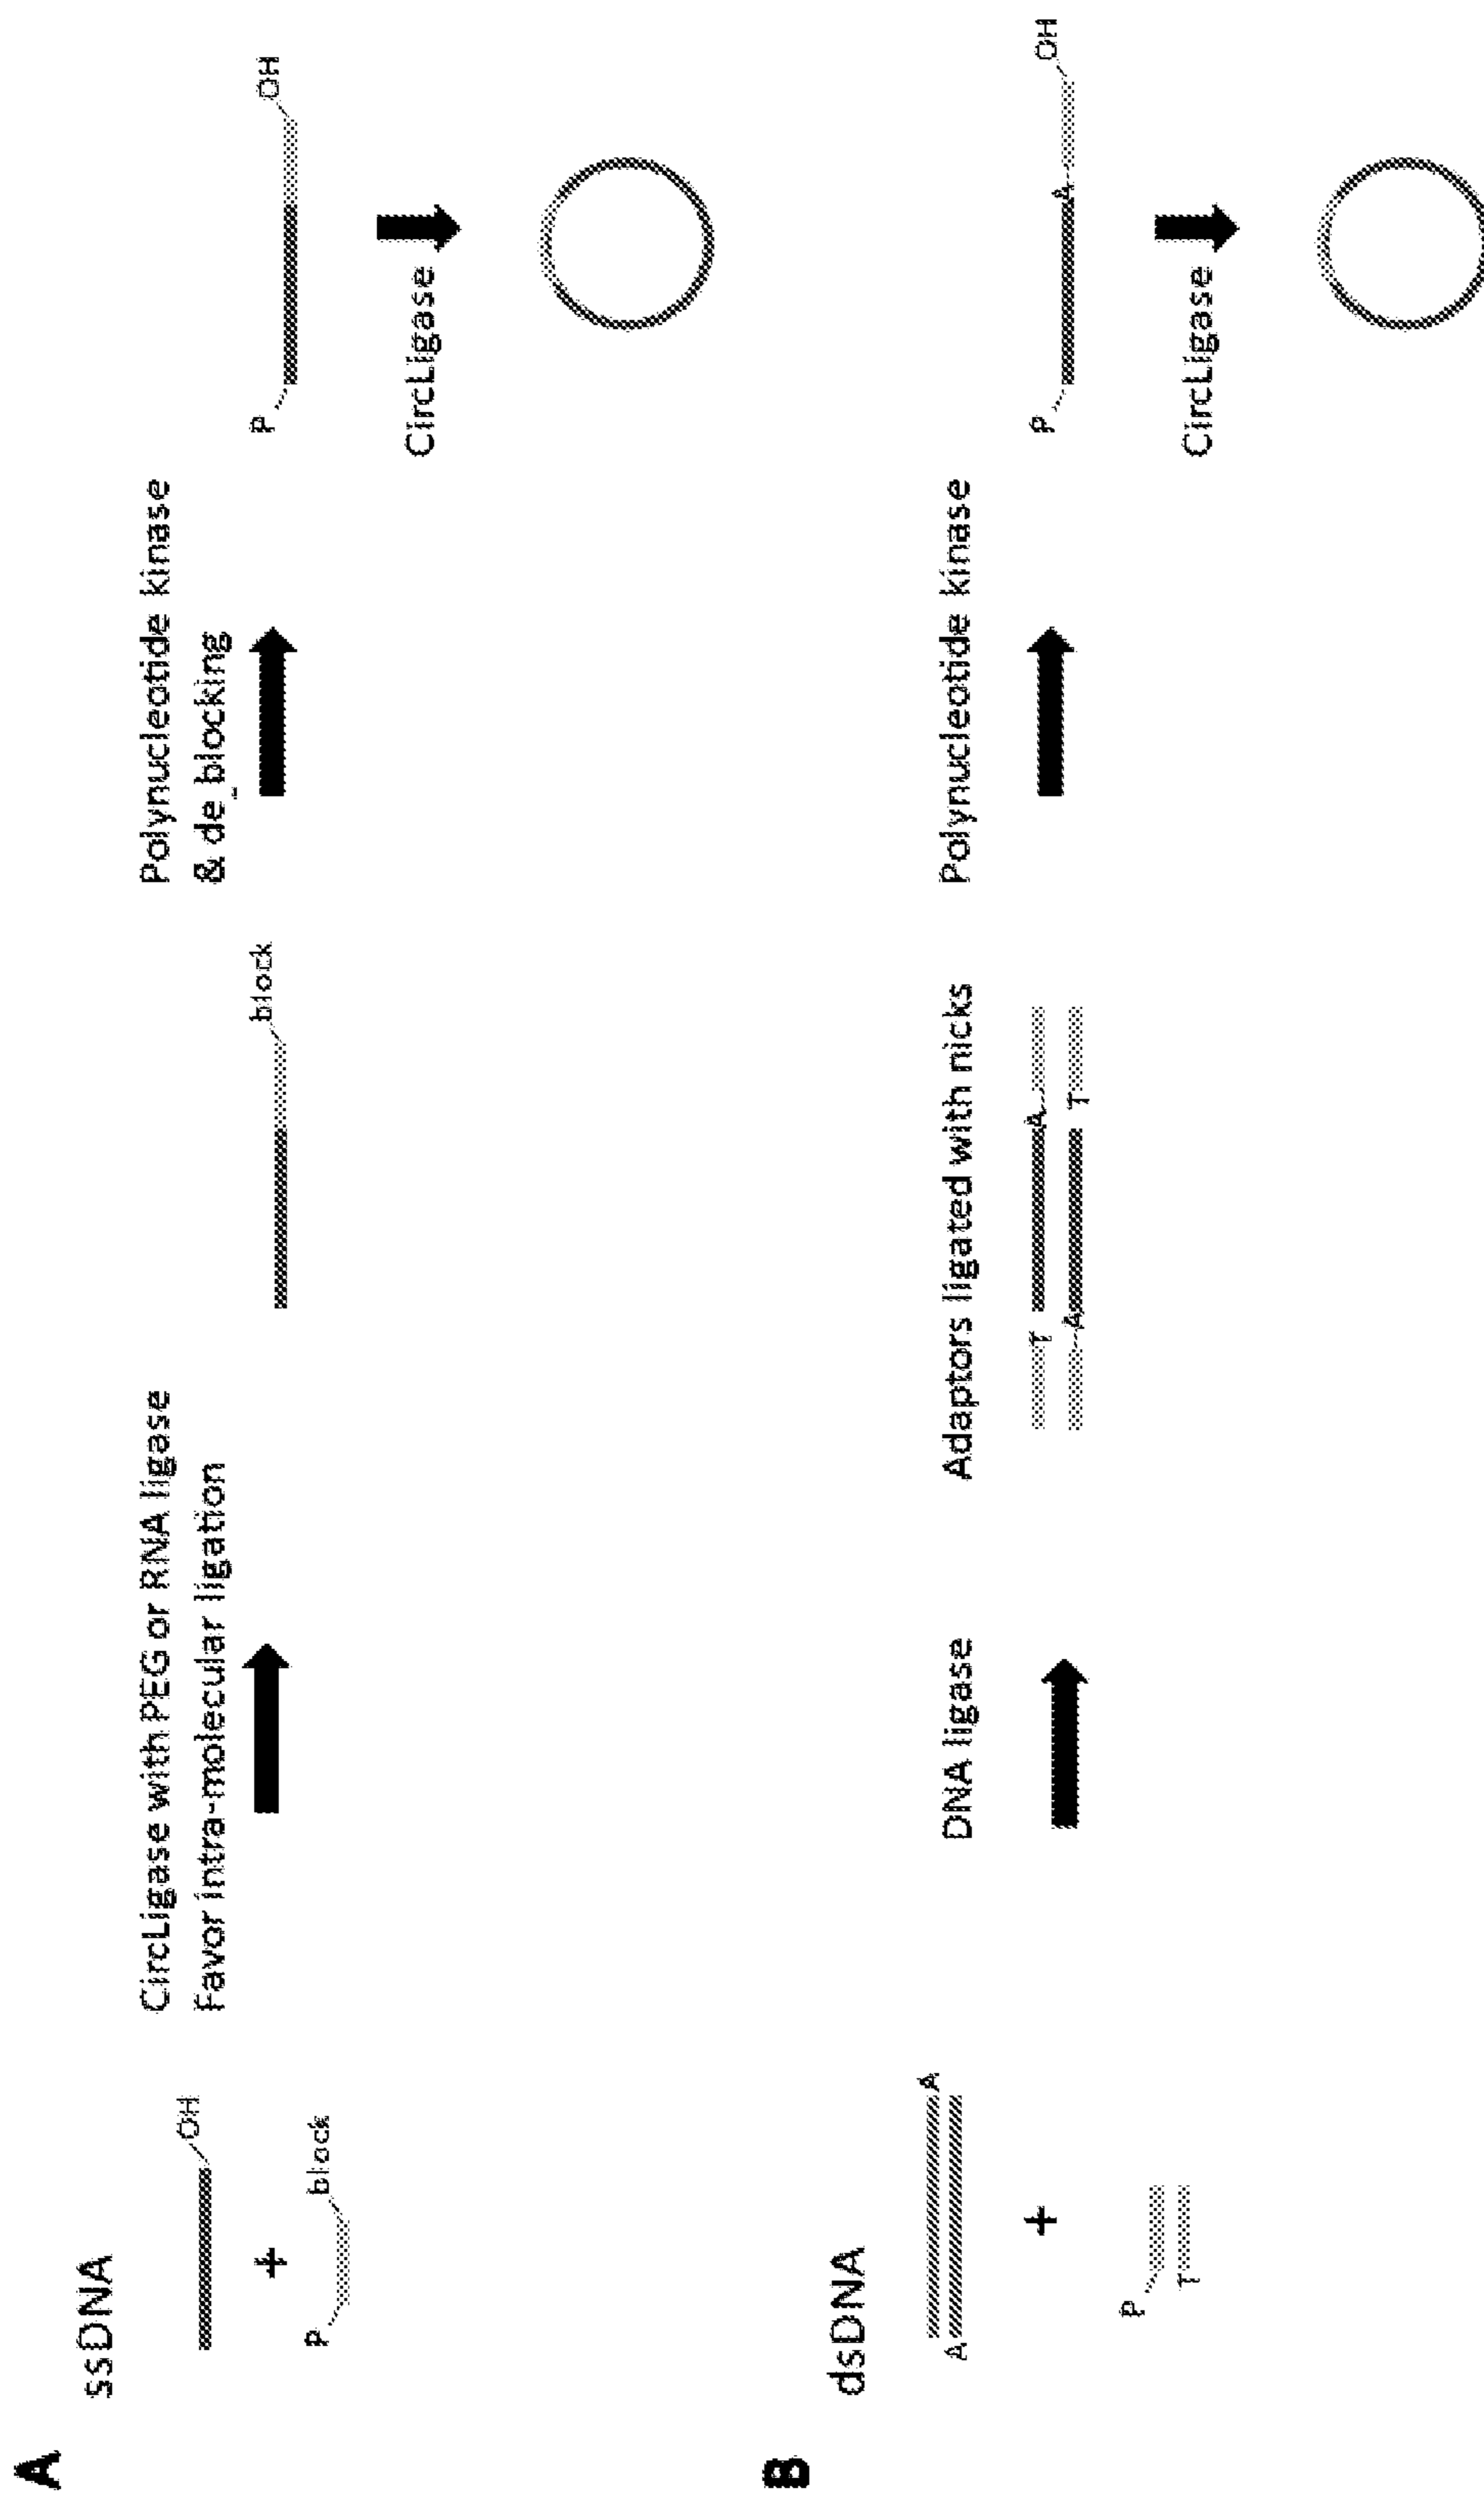 A
ssDNA
OH
+
P
block
CircLigase with PEG or RNA ligase
Favor intra-molecular ligation
block
Polynucleotide kinase
& de_blocking
P
OH
CircLigase
B
dsDNA
A
A
+
P
T
DNA ligase
Adaptors ligated with nicks
T
A
A
T
Polynucleotide kinase
P
A
OH
CircLigase